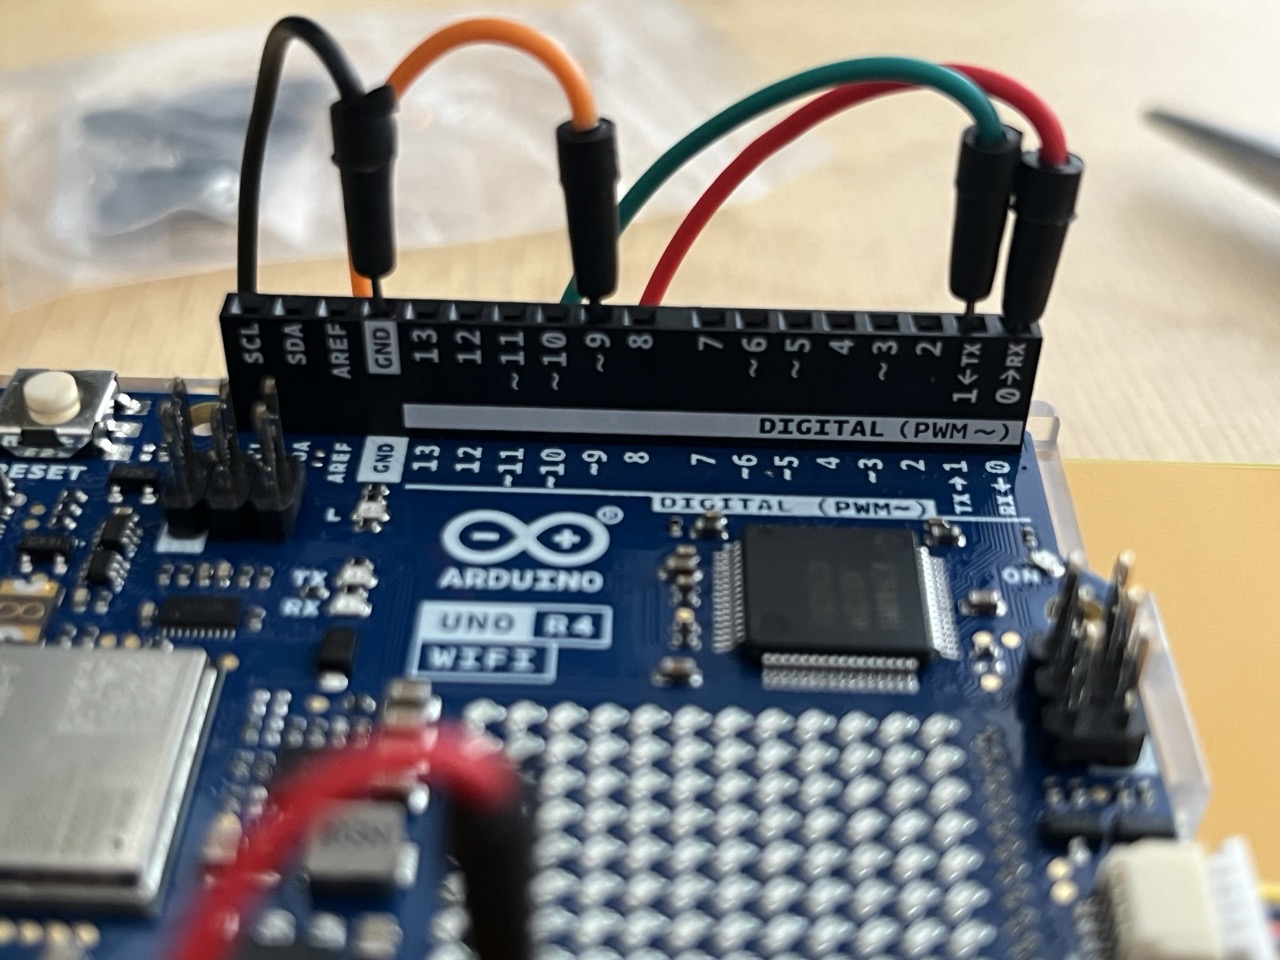 SCL SDA AREF GND 13 12 ~11 ~10 ~9 8 7 ~6 ~5 4 ~3 2 1←TX 0→RX
DIGITAL (PWM~)
DA AREF GND 13 12 ~11 ~10 ~9 8 7 ~6 ~5 4 ~3 2 TX→1 RX←0
DIGITAL (PWM~)
RESET
L
®
ARDUINO
TX
RX
ON
UNO R4
WIFI